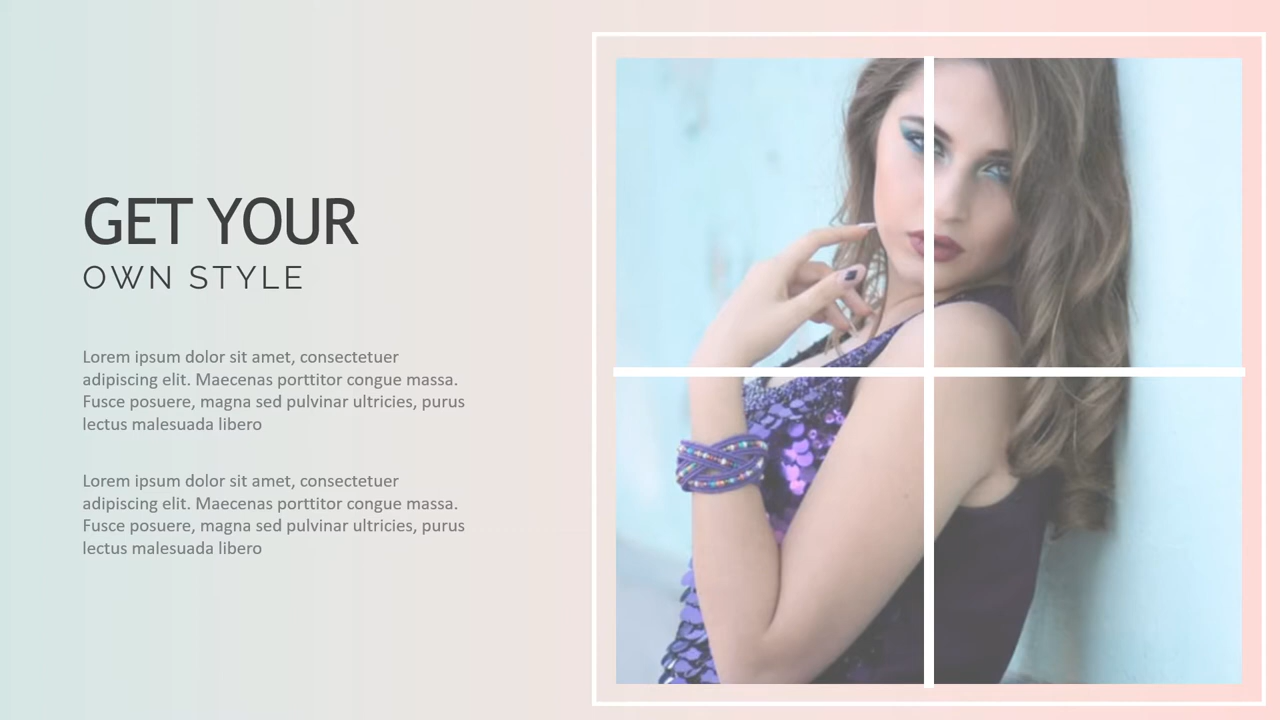 GET YOUR
OWN STYLE
Lorem ipsum dolor sit amet, consectetuer
adipiscing elit. Maecenas porttitor congue massa.
Fusce posuere, magna sed pulvinar ultricies, purus
lectus malesuada libero
Lorem ipsum dolor sit amet, consectetuer
adipiscing elit. Maecenas porttitor congue massa.
Fusce posuere, magna sed pulvinar ultricies, purus
lectus malesuada libero